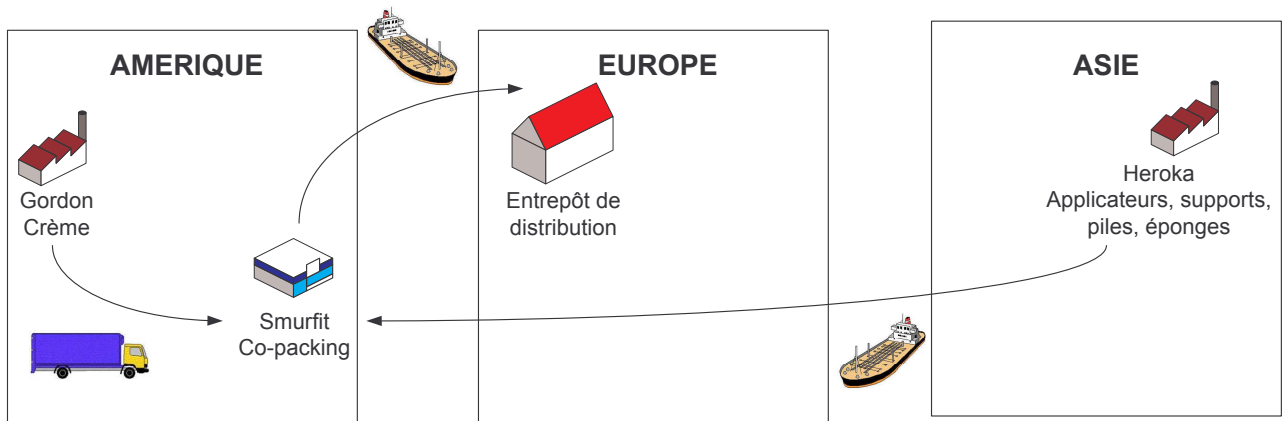 AMERIQUE
EUROPE
ASIE
Gordon
Crème
Smurfit
Co-packing
Entrepôt de
distribution
Heroka
Applicateurs, supports,
piles, éponges